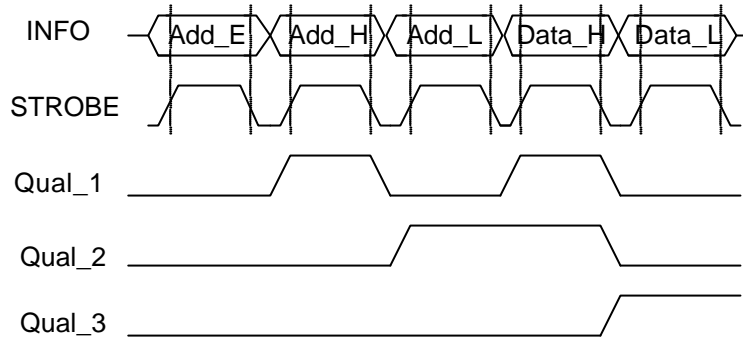 INFO Add_E Add_H Add_L Data_H Data_L
STROBE
Qual_1
Qual_2
Qual_3